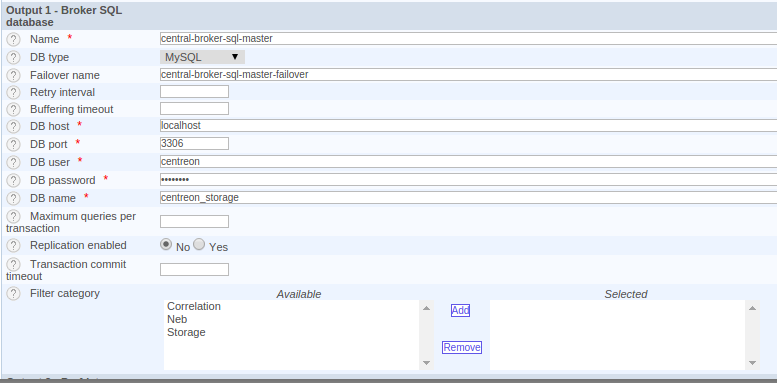 Output 1 - Broker SQL
database
? Name * central-broker-sql-master
? DB type MySQL ▼
? Failover name central-broker-sql-master-failover
? Retry interval
? Buffering timeout
? DB host * localhost
? DB port * 3306
? DB user * centreon
? DB password * ••••••••
? DB name * centreon_storage
? Maximum queries per
transaction
? Replication enabled No Yes
? Transaction commit
timeout
? Filter category
Available Selected
Correlation
Neb
Storage
Add
Remove